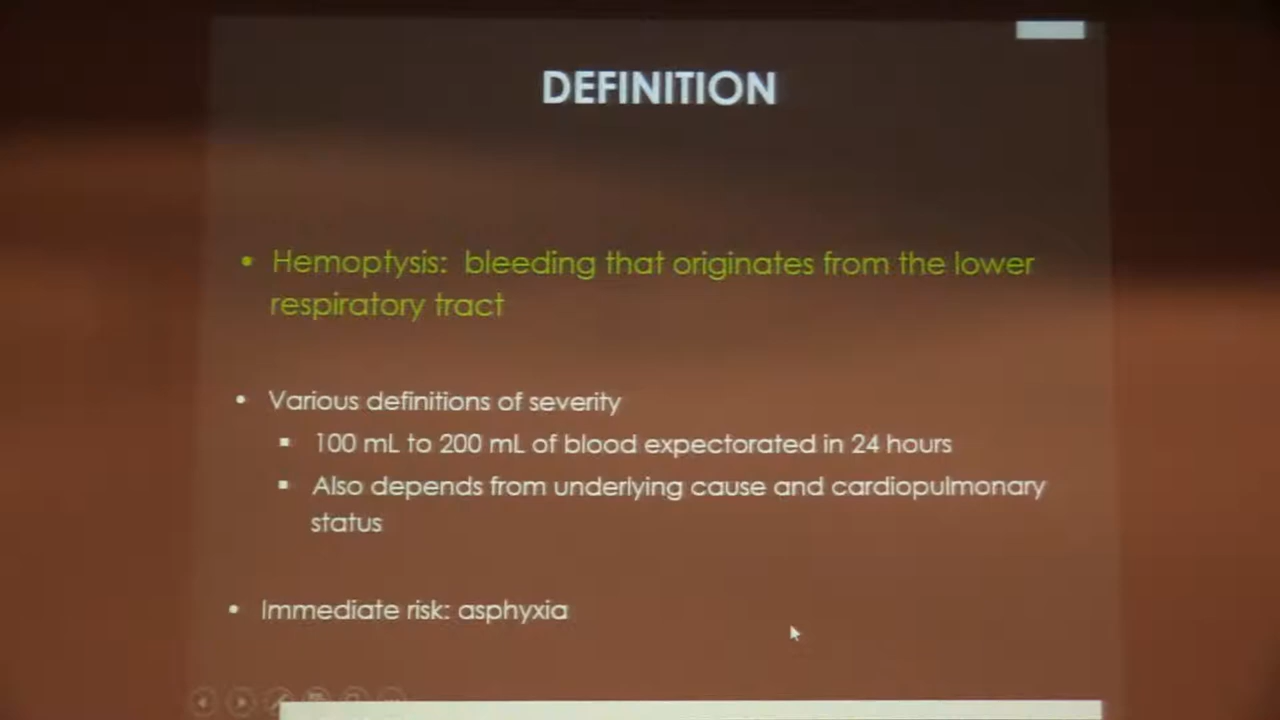 DEFINITION
• Hemoptysis: bleeding that originates from the lower
respiratory tract
• Various definitions of severity
▪ 100 mL to 200 mL of blood expectorated in 24 hours
▪ Also depends from underlying cause and cardiopulmonary
status
• Immediate risk: asphyxia